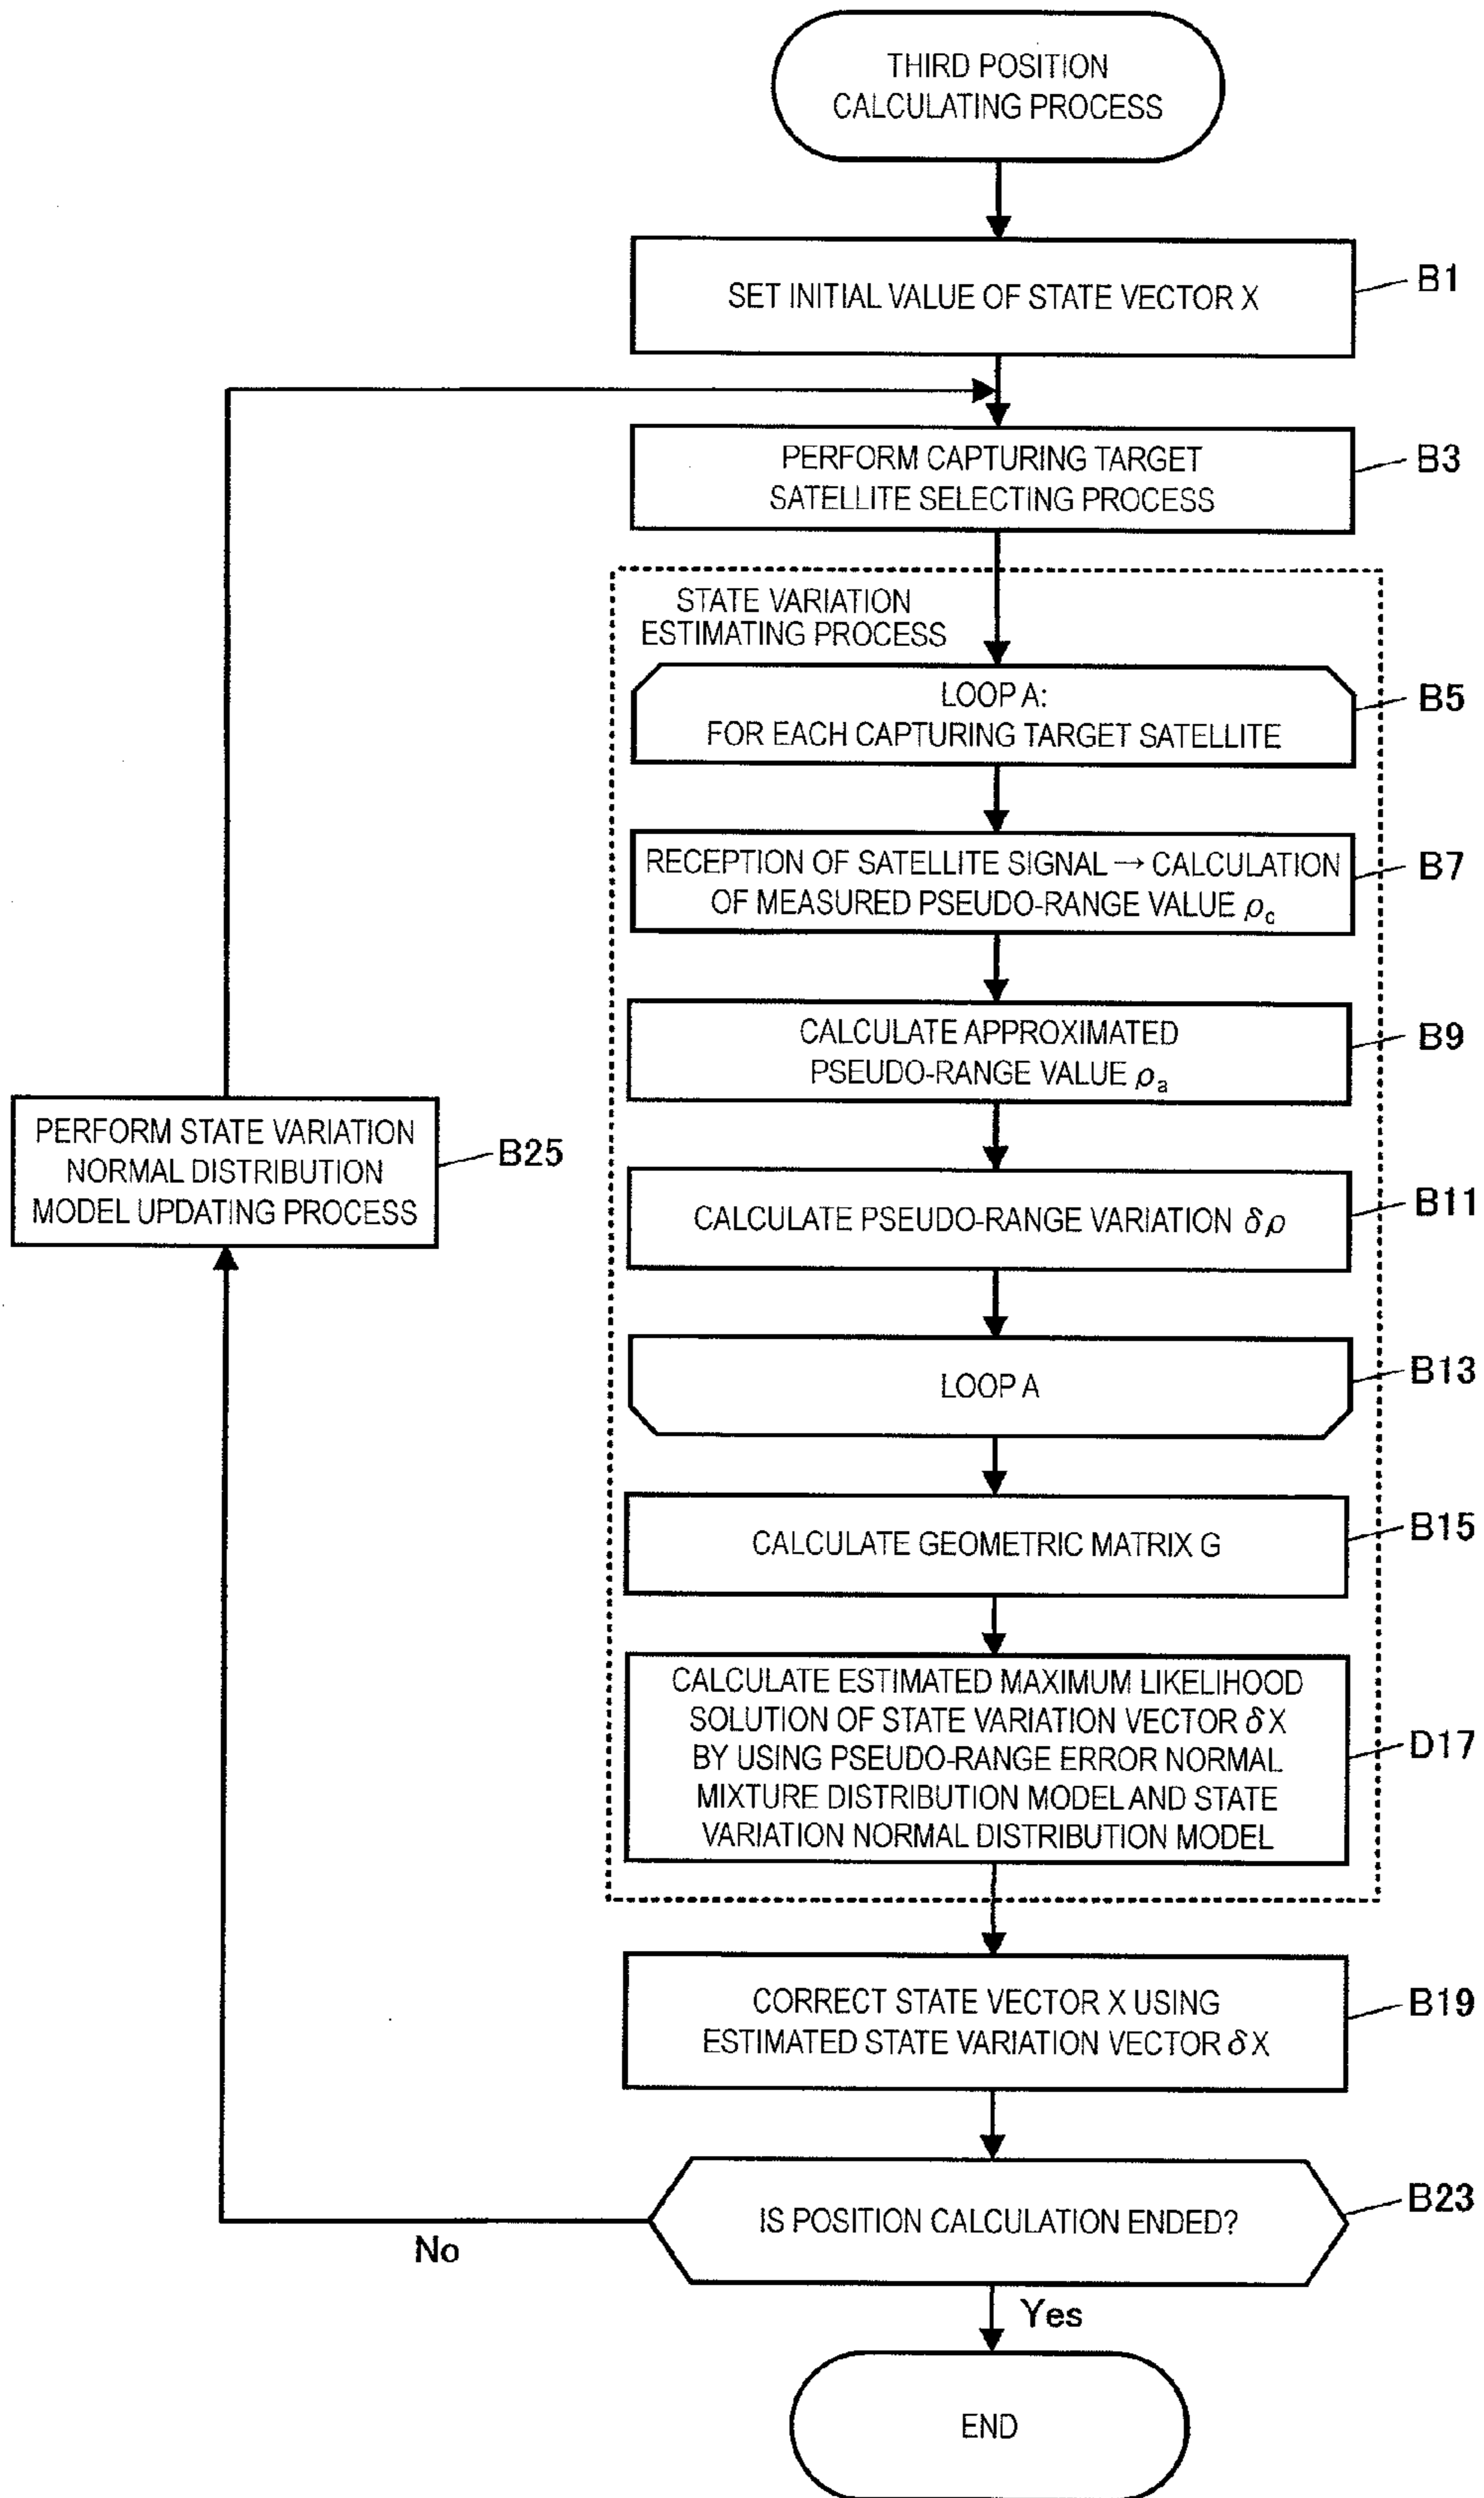 THIRD POSITION
CALCULATING PROCESS
SET INITIAL VALUE OF STATE VECTOR X
B1
PERFORM CAPTURING TARGET
SATELLITE SELECTING PROCESS
B3
STATE VARIATION
ESTIMATING PROCESS
LOOP A:
FOR EACH CAPTURING TARGET SATELLITE
B5
RECEPTION OF SATELLITE SIGNAL → CALCULATION
OF MEASURED PSEUDO-RANGE VALUE ρc
B7
CALCULATE APPROXIMATED
PSEUDO-RANGE VALUE ρa
B9
PERFORM STATE VARIATION
NORMAL DISTRIBUTION
MODEL UPDATING PROCESS
B25
CALCULATE PSEUDO-RANGE VARIATION δρ
B11
LOOP A
B13
CALCULATE GEOMETRIC MATRIX G
B15
CALCULATE ESTIMATED MAXIMUM LIKELIHOOD
SOLUTION OF STATE VARIATION VECTOR δX
BY USING PSEUDO-RANGE ERROR NORMAL
MIXTURE DISTRIBUTION MODEL AND STATE
VARIATION NORMAL DISTRIBUTION MODEL
D17
CORRECT STATE VECTOR X USING
ESTIMATED STATE VARIATION VECTOR δX
B19
IS POSITION CALCULATION ENDED?
B23
No
Yes
END